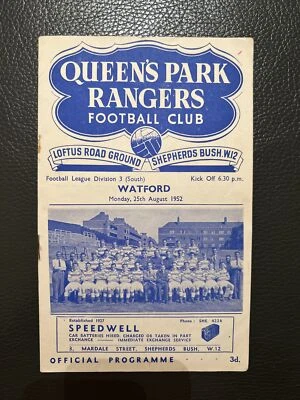 QUEEN'S PARK
RANGERS
FOOTBALL CLUB
LOFTUS ROAD GROUND SHEPHERDS BUSH, W.12
Football League Division 3 (South) Kick Off 6.30 p.m.
WATFORD
Monday, 25th August 1952
Established 1927 Phone: SHE 6224
SPEEDWELL
CAR BATTERIES HIRED, CHARGED OR TAKEN IN PART
EXCHANGE — IMMEDIATE EXCHANGE SERVICE
5, MARDALE STREET, SHEPHERDS BUSH, W.12
OFFICIAL PROGRAMME 3d.